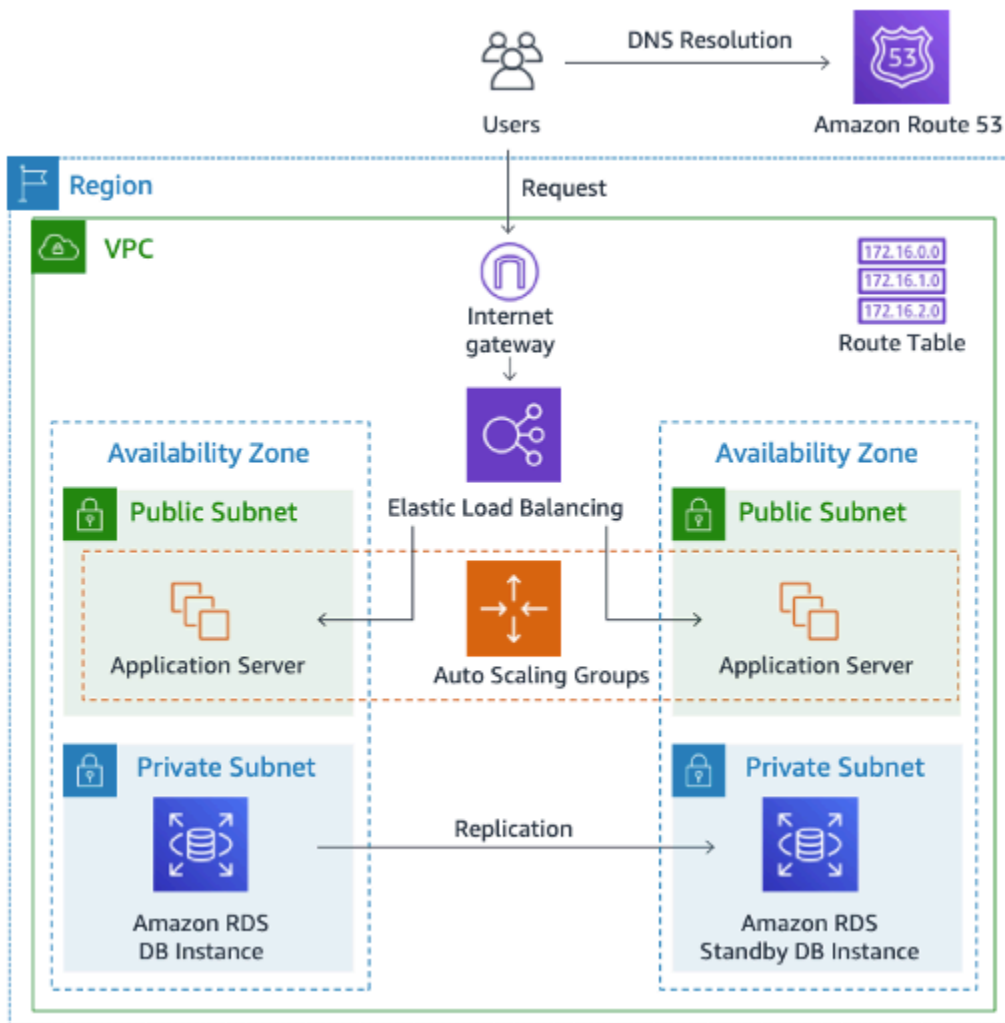 DNS Resolution
53
Users
Amazon Route 53
Region
Request
VPC
172.16.0.0
172.16.1.0
172.16.2.0
Route Table
Internet
gateway
Availability Zone
Availability Zone
Public Subnet
Elastic Load Balancing
Public Subnet
Application Server
Auto Scaling Groups
Application Server
Private Subnet
Private Subnet
Replication
Amazon RDS
DB Instance
Amazon RDS
Standby DB Instance